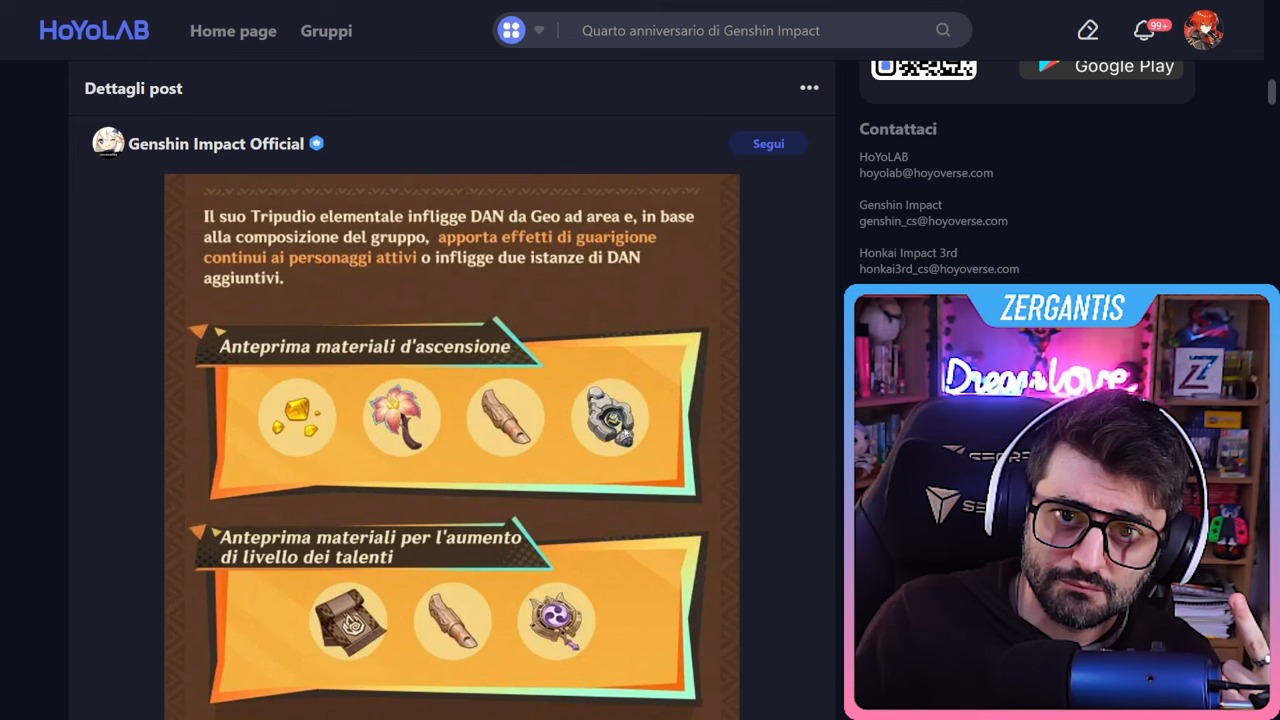 HoYoLAB
Home page
Gruppi
Quarto anniversario di Genshin Impact
99+
Dettagli post
Google Play
Genshin Impact Official
Segui
Contattaci
HoYoLAB
hoyolab@hoyoverse.com
Genshin Impact
genshin_cs@hoyoverse.com
Honkai Impact 3rd
honkai3rd_cs@hoyoverse.com
Il suo Tripudio elementale infligge DAN da Geo ad area e, in base
alla composizione del gruppo, apporta effetti di guarigione
continui ai personaggi attivi o infligge due istanze di DAN
aggiuntivi.
Anteprima materiali d'ascensione
Anteprima materiali per l'aumento
di livello dei talenti
ZERGANTIS